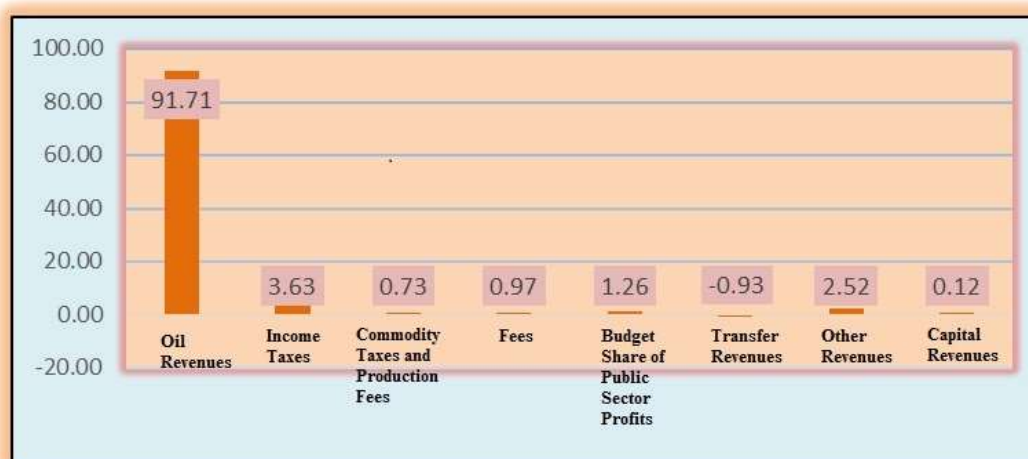 100.00
80.00
60.00
40.00
20.00
0.00
-20.00
91.71
3.63
0.73
0.97
1.26
-0.93
2.52
0.12
Oil
Revenues
Income
Taxes
Commodity
Taxes and
Production
Fees
Fees
Budget
Share of
Public
Sector
Profits
Transfer
Revenues
Other
Revenues
Capital
Revenues